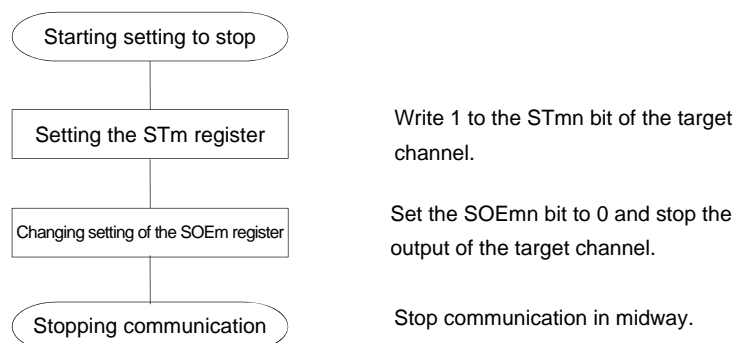 Starting setting to stop
Setting the STm register
Write 1 to the STmn bit of the target
channel.
Changing setting of the SOEm register
Set the SOEmn bit to 0 and stop the
output of the target channel.
Stopping communication
Stop communication in midway.